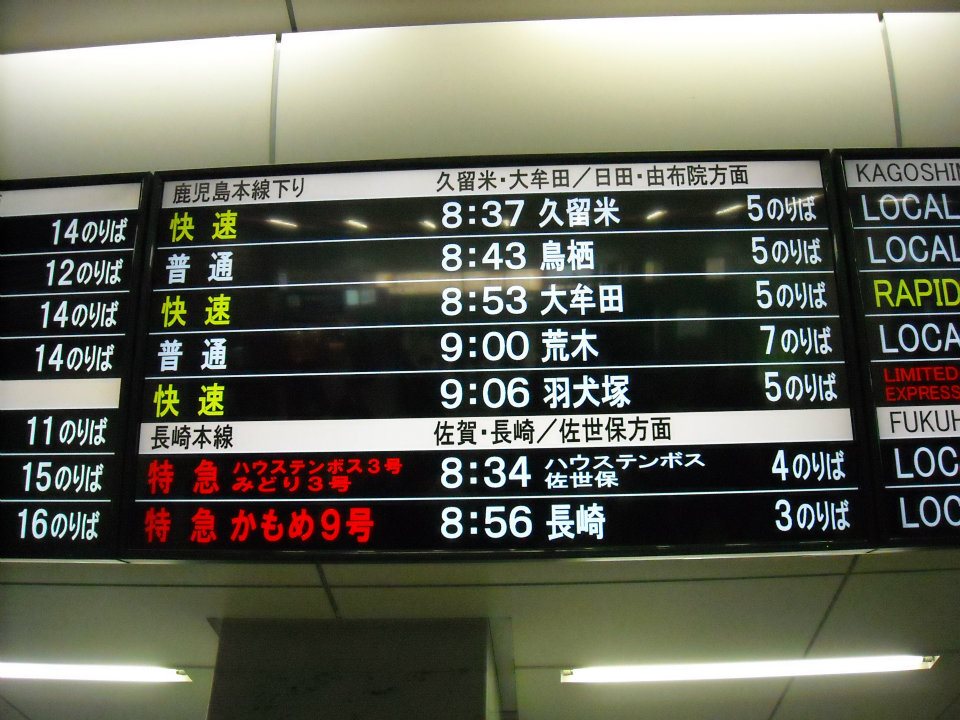 14のりば
12のりば
14のりば
14のりば
11のりば
15のりば
16のりば
鹿児島本線下り 久留米・大牟田／日田・由布院方面
快速 8:37 久留米 5のりば
普通 8:43 鳥栖 5のりば
快速 8:53 大牟田 5のりば
普通 9:00 荒木 7のりば
快速 9:06 羽犬塚 5のりば
長崎本線 佐賀・長崎／佐世保方面
特急 ハウステンボス3号 みどり3号 8:34 ハウステンボス 佐世保 4のりば
特急 かもめ9号 8:56 長崎 3のりば
KAGOSHIM
LOCAL
LOCAL
RAPID
LOCA
LIMITED
EXPRESS
FUKUH
LOC
LOC